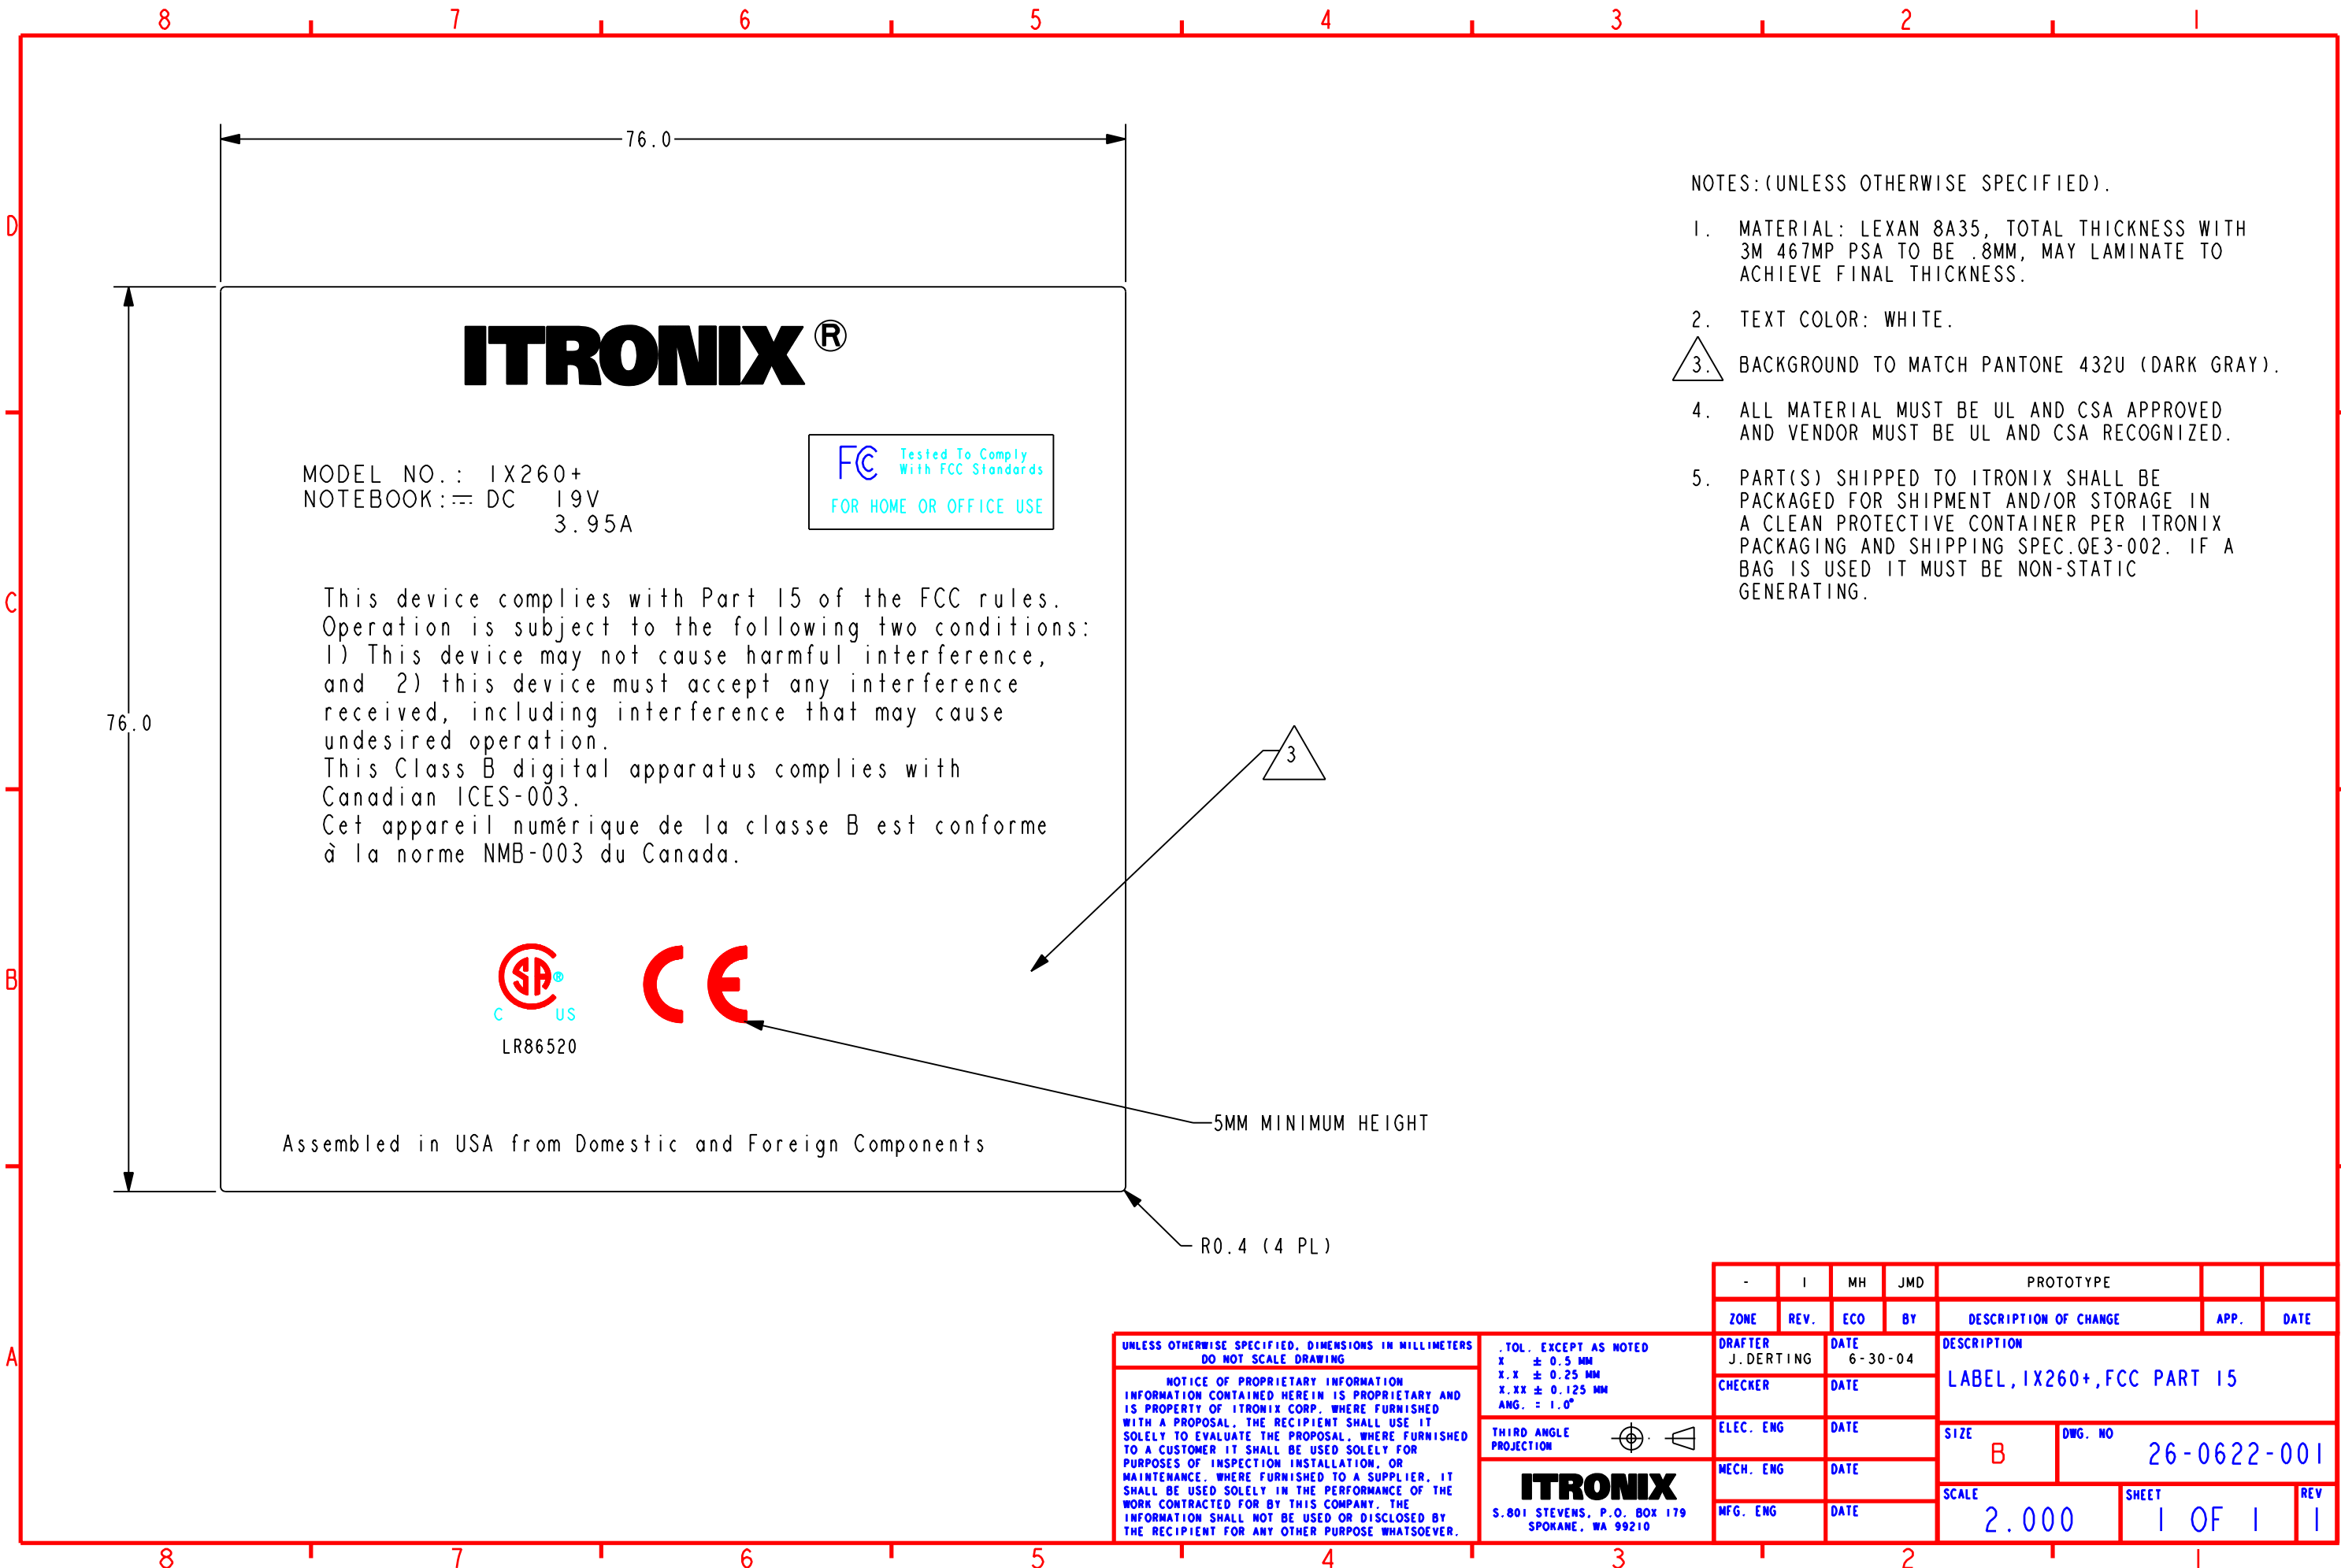 8 7 6 5 4 3 2 1
D
C
B
A
76.0
76.0
ITRONIX®
MODEL NO.: IX260+
NOTEBOOK: DC 19V
3.95A
FC Tested To Comply
With FCC Standards
FOR HOME OR OFFICE USE
This device complies with Part 15 of the FCC rules.
Operation is subject to the following two conditions:
1) This device may not cause harmful interference,
and 2) this device must accept any interference
received, including interference that may cause
undesired operation.
This Class B digital apparatus complies with
Canadian ICES-003.
Cet appareil numérique de la classe B est conforme
à la norme NMB-003 du Canada.
3
SA®
C US
LR86520
CE
5MM MINIMUM HEIGHT
Assembled in USA from Domestic and Foreign Components
R0.4 (4 PL)
NOTES:(UNLESS OTHERWISE SPECIFIED).
1. MATERIAL: LEXAN 8A35, TOTAL THICKNESS WITH
3M 467MP PSA TO BE .8MM, MAY LAMINATE TO
ACHIEVE FINAL THICKNESS.
2. TEXT COLOR: WHITE.
3. BACKGROUND TO MATCH PANTONE 432U (DARK GRAY).
4. ALL MATERIAL MUST BE UL AND CSA APPROVED
AND VENDOR MUST BE UL AND CSA RECOGNIZED.
5. PART(S) SHIPPED TO ITRONIX SHALL BE
PACKAGED FOR SHIPMENT AND/OR STORAGE IN
A CLEAN PROTECTIVE CONTAINER PER ITRONIX
PACKAGING AND SHIPPING SPEC.QE3-002. IF A
BAG IS USED IT MUST BE NON-STATIC
GENERATING.
- 1 MH JMD PROTOTYPE
ZONE REV. ECO BY DESCRIPTION OF CHANGE APP. DATE
UNLESS OTHERWISE SPECIFIED, DIMENSIONS IN MILLIMETERS
DO NOT SCALE DRAWING
NOTICE OF PROPRIETARY INFORMATION
INFORMATION CONTAINED HEREIN IS PROPRIETARY AND
IS PROPERTY OF ITRONIX CORP. WHERE FURNISHED
WITH A PROPOSAL, THE RECIPIENT SHALL USE IT
SOLELY TO EVALUATE THE PROPOSAL, WHERE FURNISHED
TO A CUSTOMER IT SHALL BE USED SOLELY FOR
PURPOSES OF INSPECTION INSTALLATION, OR
MAINTENANCE. WHERE FURNISHED TO A SUPPLIER, IT
SHALL BE USED SOLELY IN THE PERFORMANCE OF THE
WORK CONTRACTED FOR BY THIS COMPANY. THE
INFORMATION SHALL NOT BE USED OR DISCLOSED BY
THE RECIPIENT FOR ANY OTHER PURPOSE WHATSOEVER.
.TOL. EXCEPT AS NOTED
X ± 0.5 MM
X.X ± 0.25 MM
X.XX ± 0.125 MM
ANG. = 1.0°
THIRD ANGLE
PROJECTION
ITRONIX
S.801 STEVENS, P.O. BOX 179
SPOKANE, WA 99210
DRAFTER DATE
J.DERTING 6-30-04
CHECKER DATE
ELEC. ENG DATE
MECH. ENG DATE
MFG. ENG DATE
DESCRIPTION
LABEL,IX260+,FCC PART 15
SIZE DWG. NO
B 26-0622-001
SCALE SHEET REV
2.000 1 OF 1 1
8 7 6 5 4 3 2 1